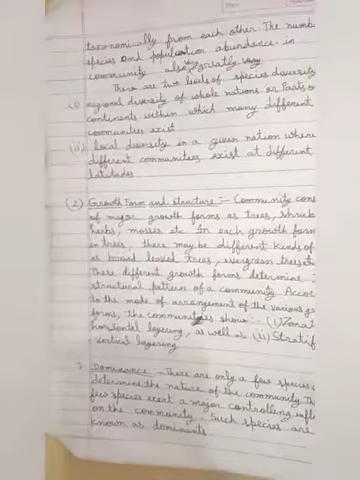 taxonomically from each other. The numb
species and population abundance in
community also vary greatly
There are two levels of species diversity
(i) regional diversity of whole nations or Parts o
continents within which many different
communities exist
(ii) local diversity in a given nation where
different communities exist at different
latitudes
(2) Growth Form and structure :- Community cons
of major growth forms as trees, shrub
herbs, mosses etc. In each growth form
in trees, there may be different kinds of
as broad leaved trees, evergreen trees etc
These different growth forms determine
structural pattern of a community. Accor
to the mode of arrangement of the various g
forms, the communities show :- (i) Zonat
horizontal layering, as well as (ii) Stratif
vertical layering
3. Dominance :- There are only a few species
determine the nature of the community. Th
few species exert a major controlling infl
on the community. Such species are
known as dominants